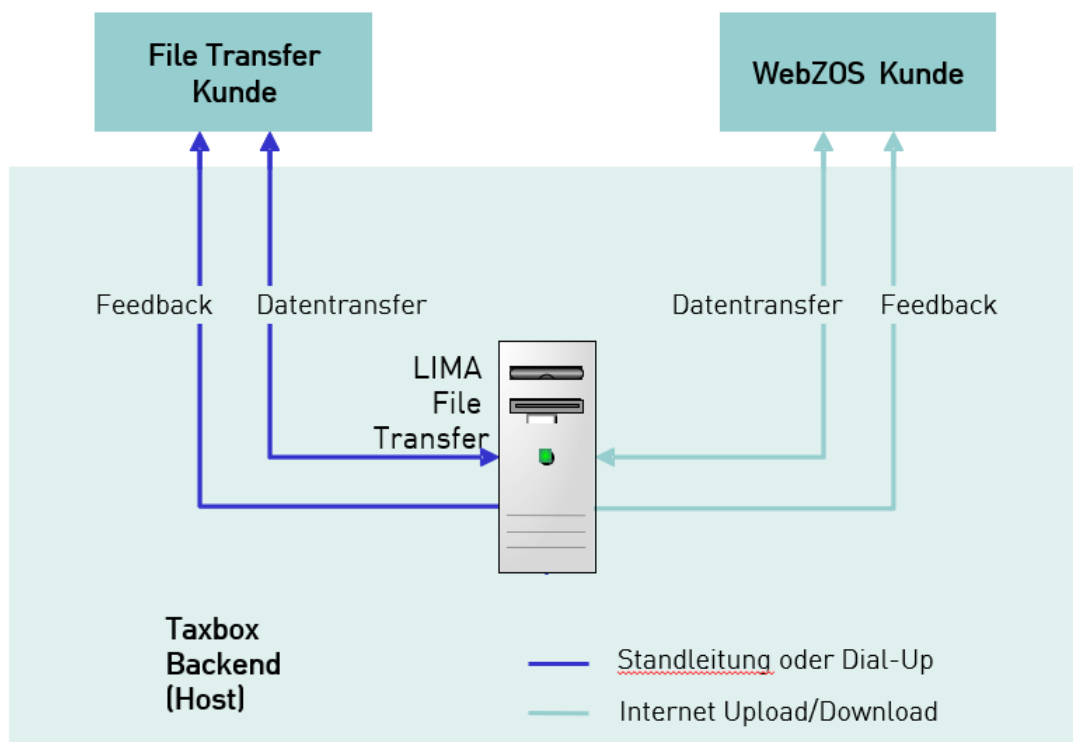 File Transfer
Kunde
WebZOS Kunde
Feedback
Datentransfer
Datentransfer
Feedback
LIMA
File
Transfer
Taxbox
Backend
(Host)
Standleitung oder Dial-Up
Internet Upload/Download